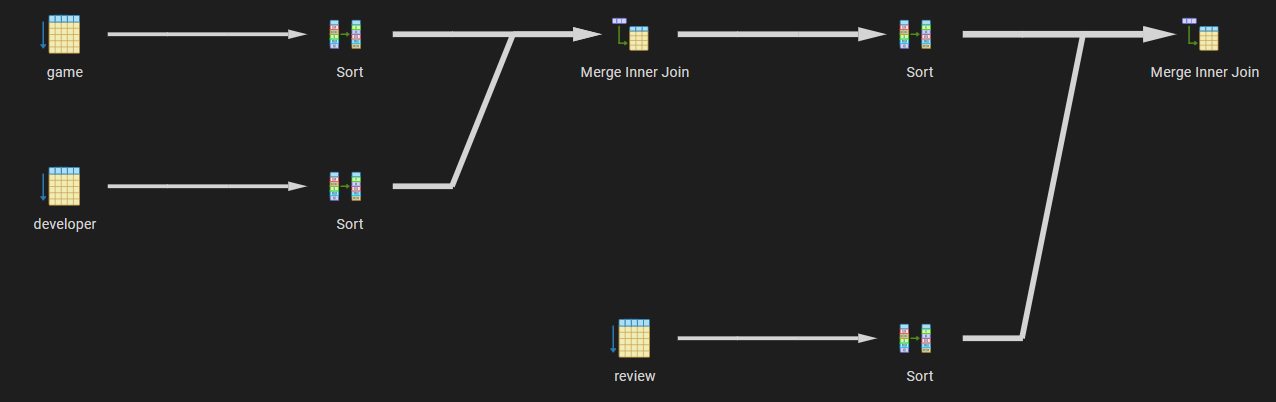 game
Sort
Merge Inner Join
Sort
Merge Inner Join
developer
Sort
review
Sort